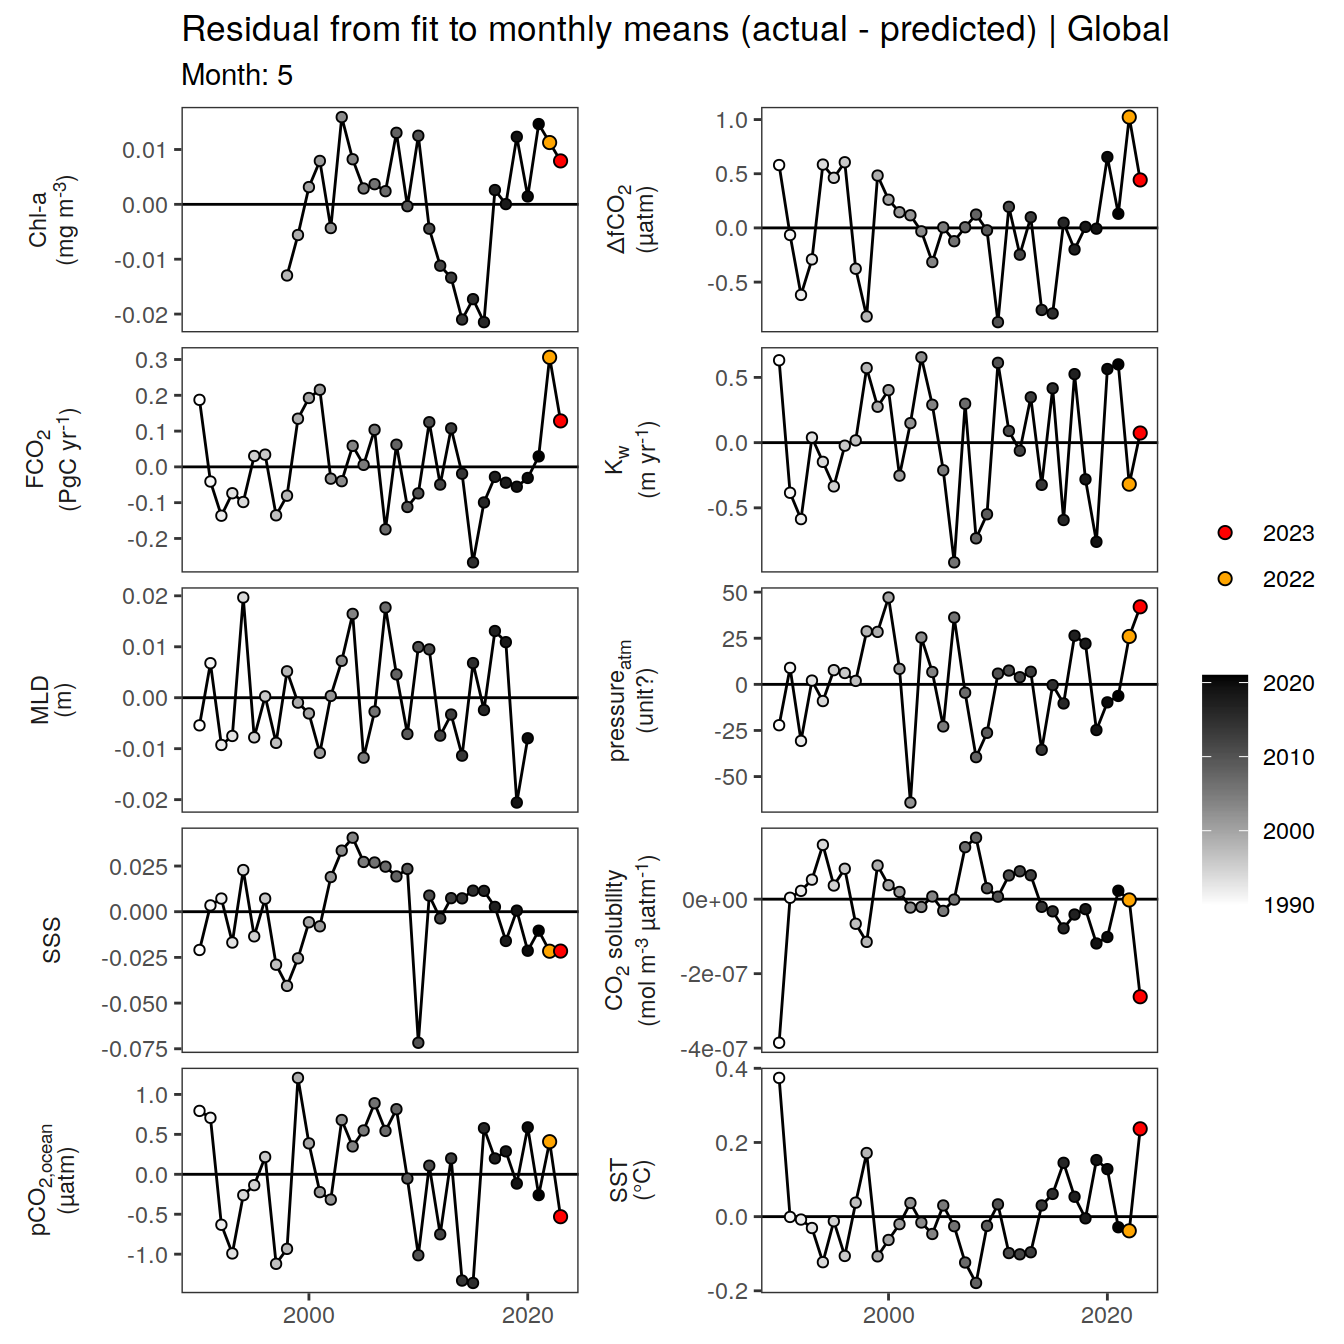 Residual from fit to monthly means (actual - predicted) | Global
Month: 5
Chl-a
(mg m⁻³)
0.01
0.00
-0.01
-0.02
ΔfCO₂
(µatm)
1.0
0.5
0.0
-0.5
FCO₂
(PgC yr⁻¹)
0.3
0.2
0.1
0.0
-0.1
-0.2
K_w
(m yr⁻¹)
0.5
0.0
-0.5
MLD
(m)
0.02
0.01
0.00
-0.01
-0.02
pressure_atm
(unit?)
50
25
0
-25
-50
SSS
0.025
0.000
-0.025
-0.050
-0.075
CO₂ solubility
(mol m⁻³ µatm⁻¹)
0e+00
-2e-07
-4e-07
pCO₂,ocean
(µatm)
1.0
0.5
0.0
-0.5
-1.0
SST
(°C)
0.4
0.2
0.0
-0.2
2000
2020
2000
2020
2023
2022
2020
2010
2000
1990